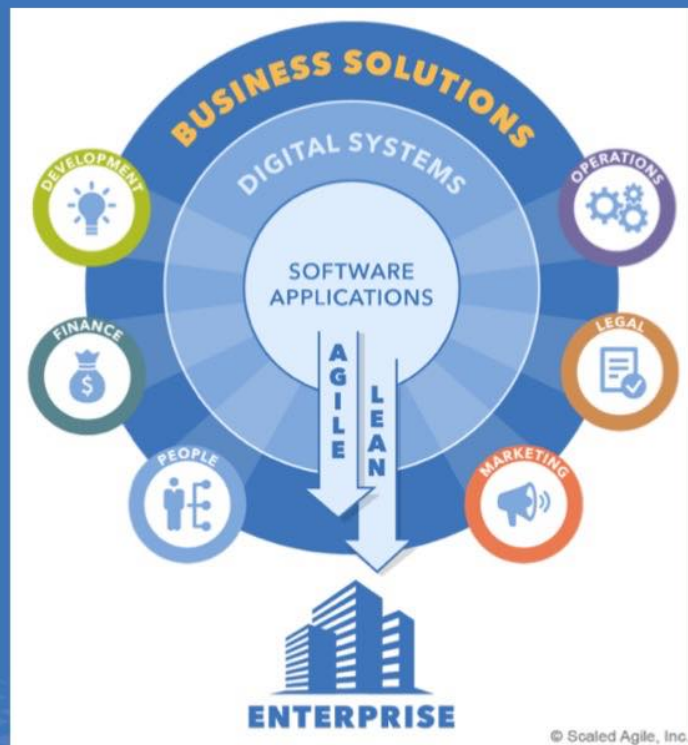 BUSINESS SOLUTIONS
DIGITAL SYSTEMS
DEVELOPMENT
OPERATIONS
SOFTWARE
APPLICATIONS
FINANCE
LEGAL
AGILE
LEAN
PEOPLE
MARKETING
ENTERPRISE
© Scaled Agile, Inc.